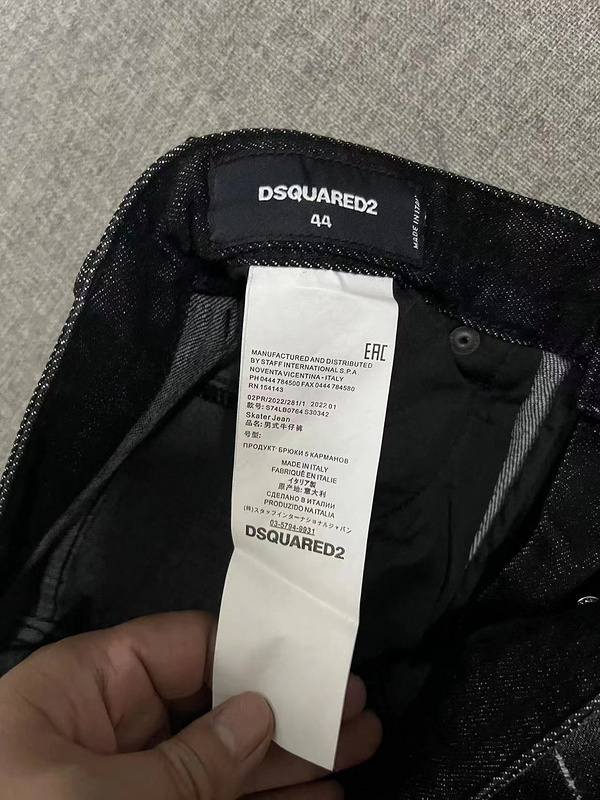 DSQUARED2
44
MADE IN ITALY
EAC
MANUFACTURED AND DISTRIBUTED
BY STAFF INTERNATIONAL S.P.A.
NOVENTA VICENTINA - ITALY
PH 0444 784500 FAX 0444 784580
RN 154143
02PR/2022/281/1 2022 01
款号: S74LB0764 S30342
Skater Jean
品名: 男式牛仔裤
号型:
ПРОДУКТ· БРЮКИ 5 КАРМАНОВ
MADE IN ITALY
FABRIQUÉ EN ITALIE
イタリア製
原产地: 意大利
СДЕЛАНО В ИТАЛИИ
PRODUZIDO NA ITALIA
(株)スタッフインターナショナルジャパン
03-5794-9931
DSQUARED2